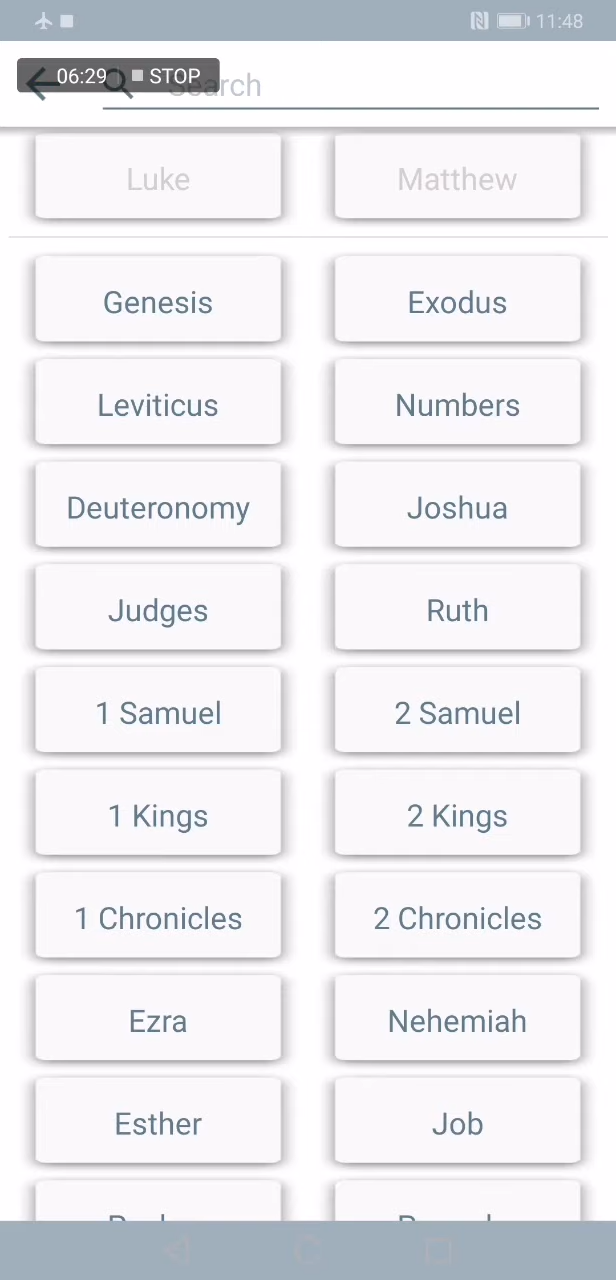 11:48
06:29 STOP
Search
Luke Matthew
Genesis Exodus
Leviticus Numbers
Deuteronomy Joshua
Judges Ruth
1 Samuel 2 Samuel
1 Kings 2 Kings
1 Chronicles 2 Chronicles
Ezra Nehemiah
Esther Job